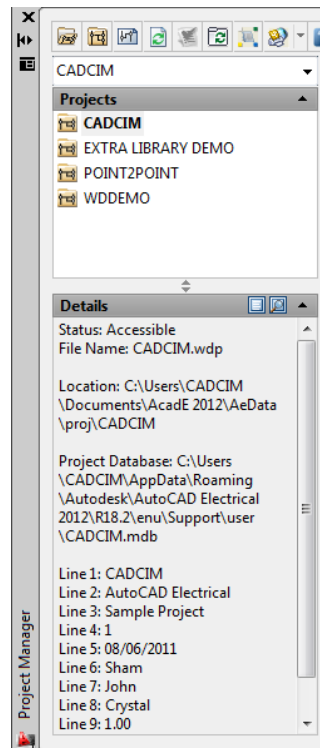 CADCIM
Projects
CADCIM
EXTRA LIBRARY DEMO
POINT2POINT
WDDEMO
Details
Status: Accessible
File Name: CADCIM.wdp
Location: C:\Users\CADCIM
\Documents\AcadE 2012\AeData
\proj\CADCIM
Project Database: C:\Users
\CADCIM\AppData\Roaming
\Autodesk\AutoCAD Electrical
2012\R18.2\enu\Support\user
\CADCIM.mdb
Line 1: CADCIM
Line 2: AutoCAD Electrical
Line 3: Sample Project
Line 4: 1
Line 5: 08/06/2011
Line 6: Sham
Line 7: John
Line 8: Crystal
Line 9: 1.00
Project Manager